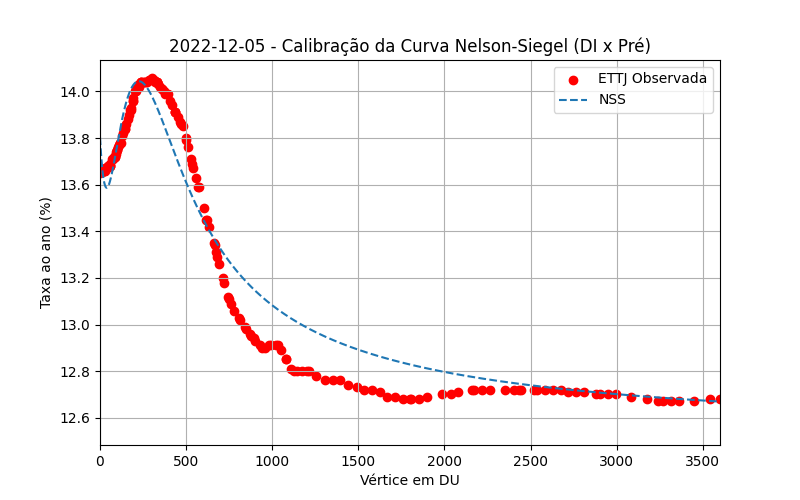 2022-12-05 - Calibração da Curva Nelson-Siegel (DI x Pré)
ETTJ Observada
NSS
Taxa ao ano (%)
14.0
13.8
13.6
13.4
13.2
13.0
12.8
12.6
0 500 1000 1500 2000 2500 3000 3500
Vértice em DU